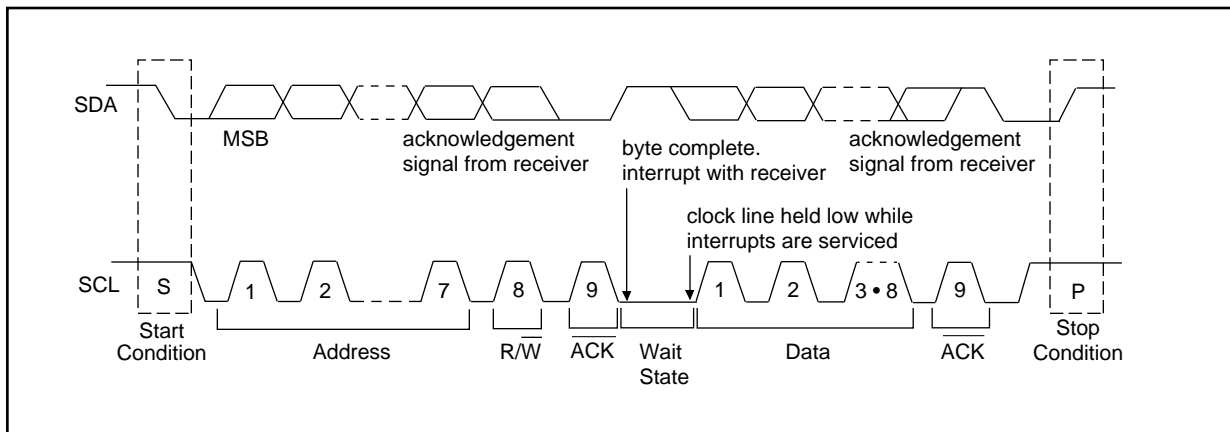 SDA
MSB
acknowledgement
signal from receiver
byte complete.
interrupt with receiver
acknowledgement
signal from receiver
clock line held low while
interrupts are serviced
SCL
S
1
2
7
8
9
1
2
3 • 8
9
P
Start
Condition
Address
R/W̅
A̅C̅K̅
Wait
State
Data
A̅C̅K̅
Stop
Condition